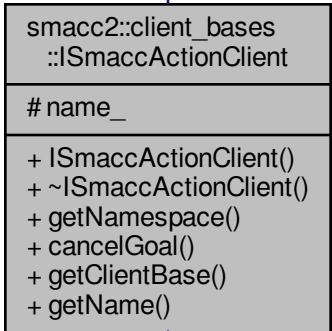 smacc2::client_bases
::ISmaccActionClient
# name_
+ ISmaccActionClient()
+ ~ISmaccActionClient()
+ getNamespace()
+ cancelGoal()
+ getClientBase()
+ getName()